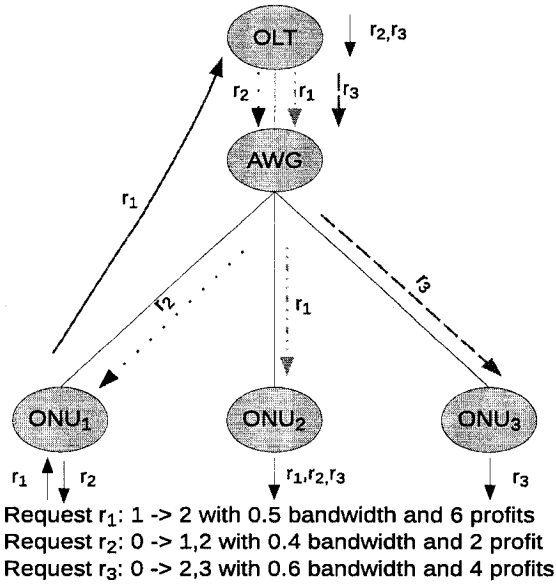 OLT
r2,r3
r2
r1
r3
AWG
r1
r2
r1
r3
ONU1
ONU2
ONU3
r1
r2
r1,r2,r3
r3
Request r1: 1 -> 2 with 0.5 bandwidth and 6 profits
Request r2: 0 -> 1,2 with 0.4 bandwidth and 2 profit
Request r3: 0 -> 2,3 with 0.6 bandwidth and 4 profits